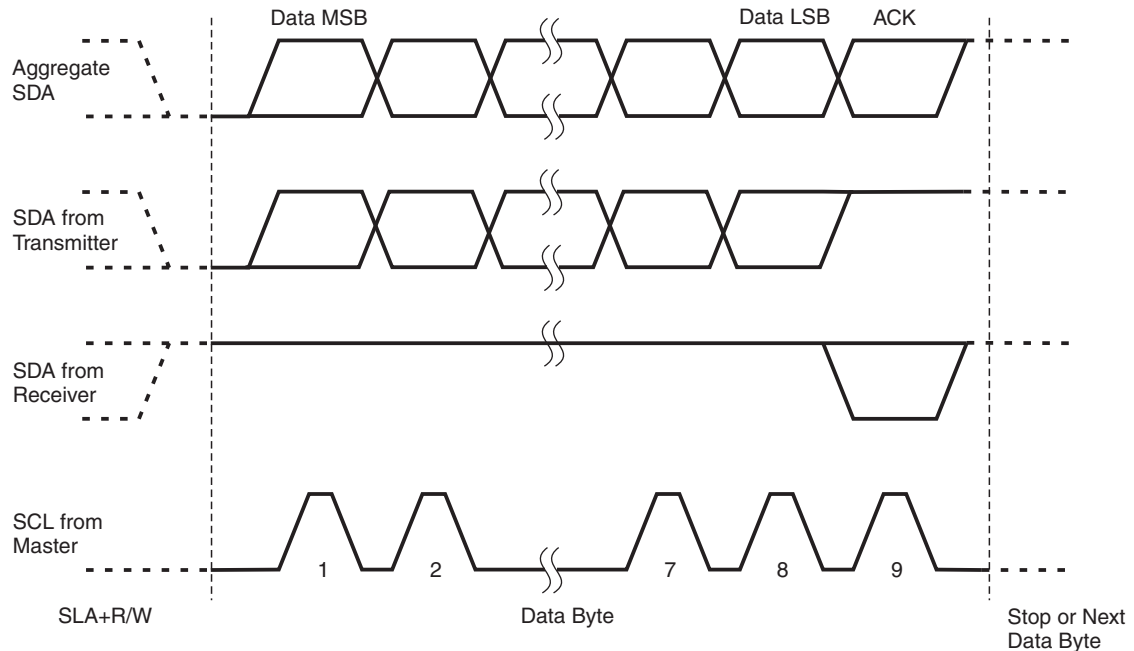 Data MSB
Data LSB
ACK
Aggregate
SDA
SDA from
Transmitter
SDA from
Receiver
SCL from
Master
1
2
7
8
9
SLA+R/W
Data Byte
Stop or Next
Data Byte